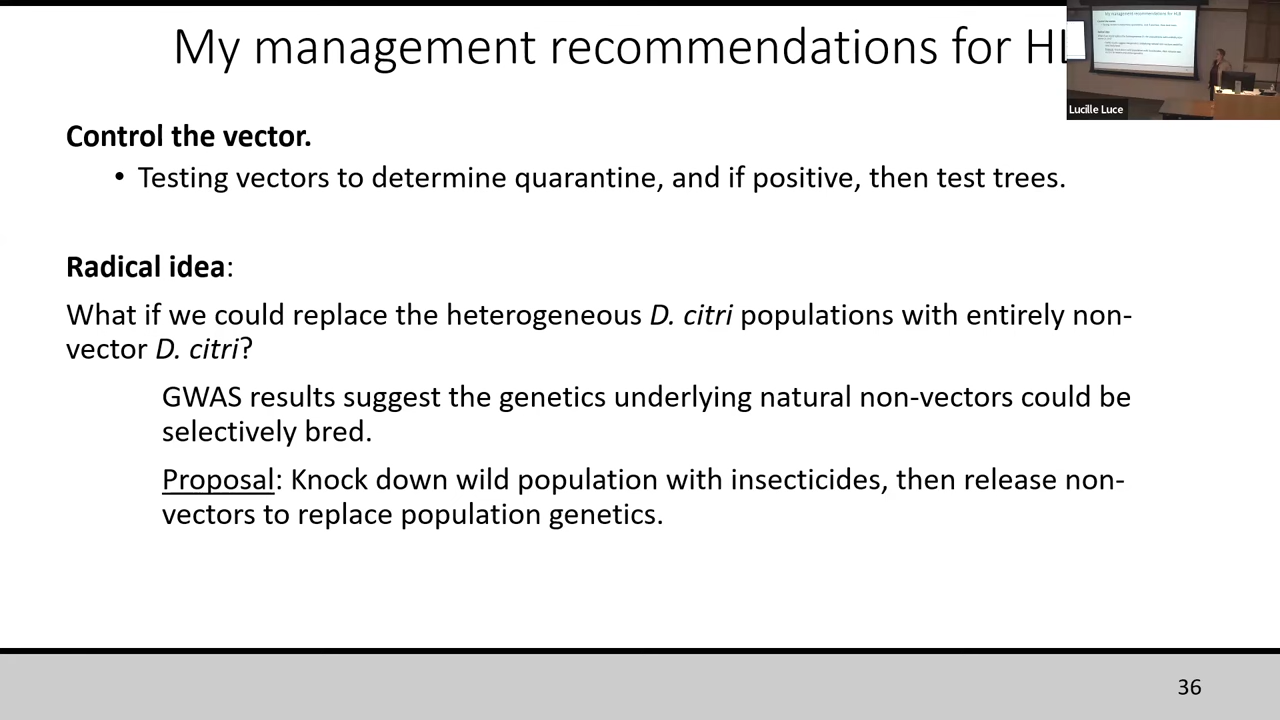 My management recommendations for HL
Lucille Luce
Control the vector.
• Testing vectors to determine quarantine, and if positive, then test trees.
Radical idea:
What if we could replace the heterogeneous D. citri populations with entirely non-
vector D. citri?
GWAS results suggest the genetics underlying natural non-vectors could be
selectively bred.
Proposal: Knock down wild population with insecticides, then release non-
vectors to replace population genetics.
36